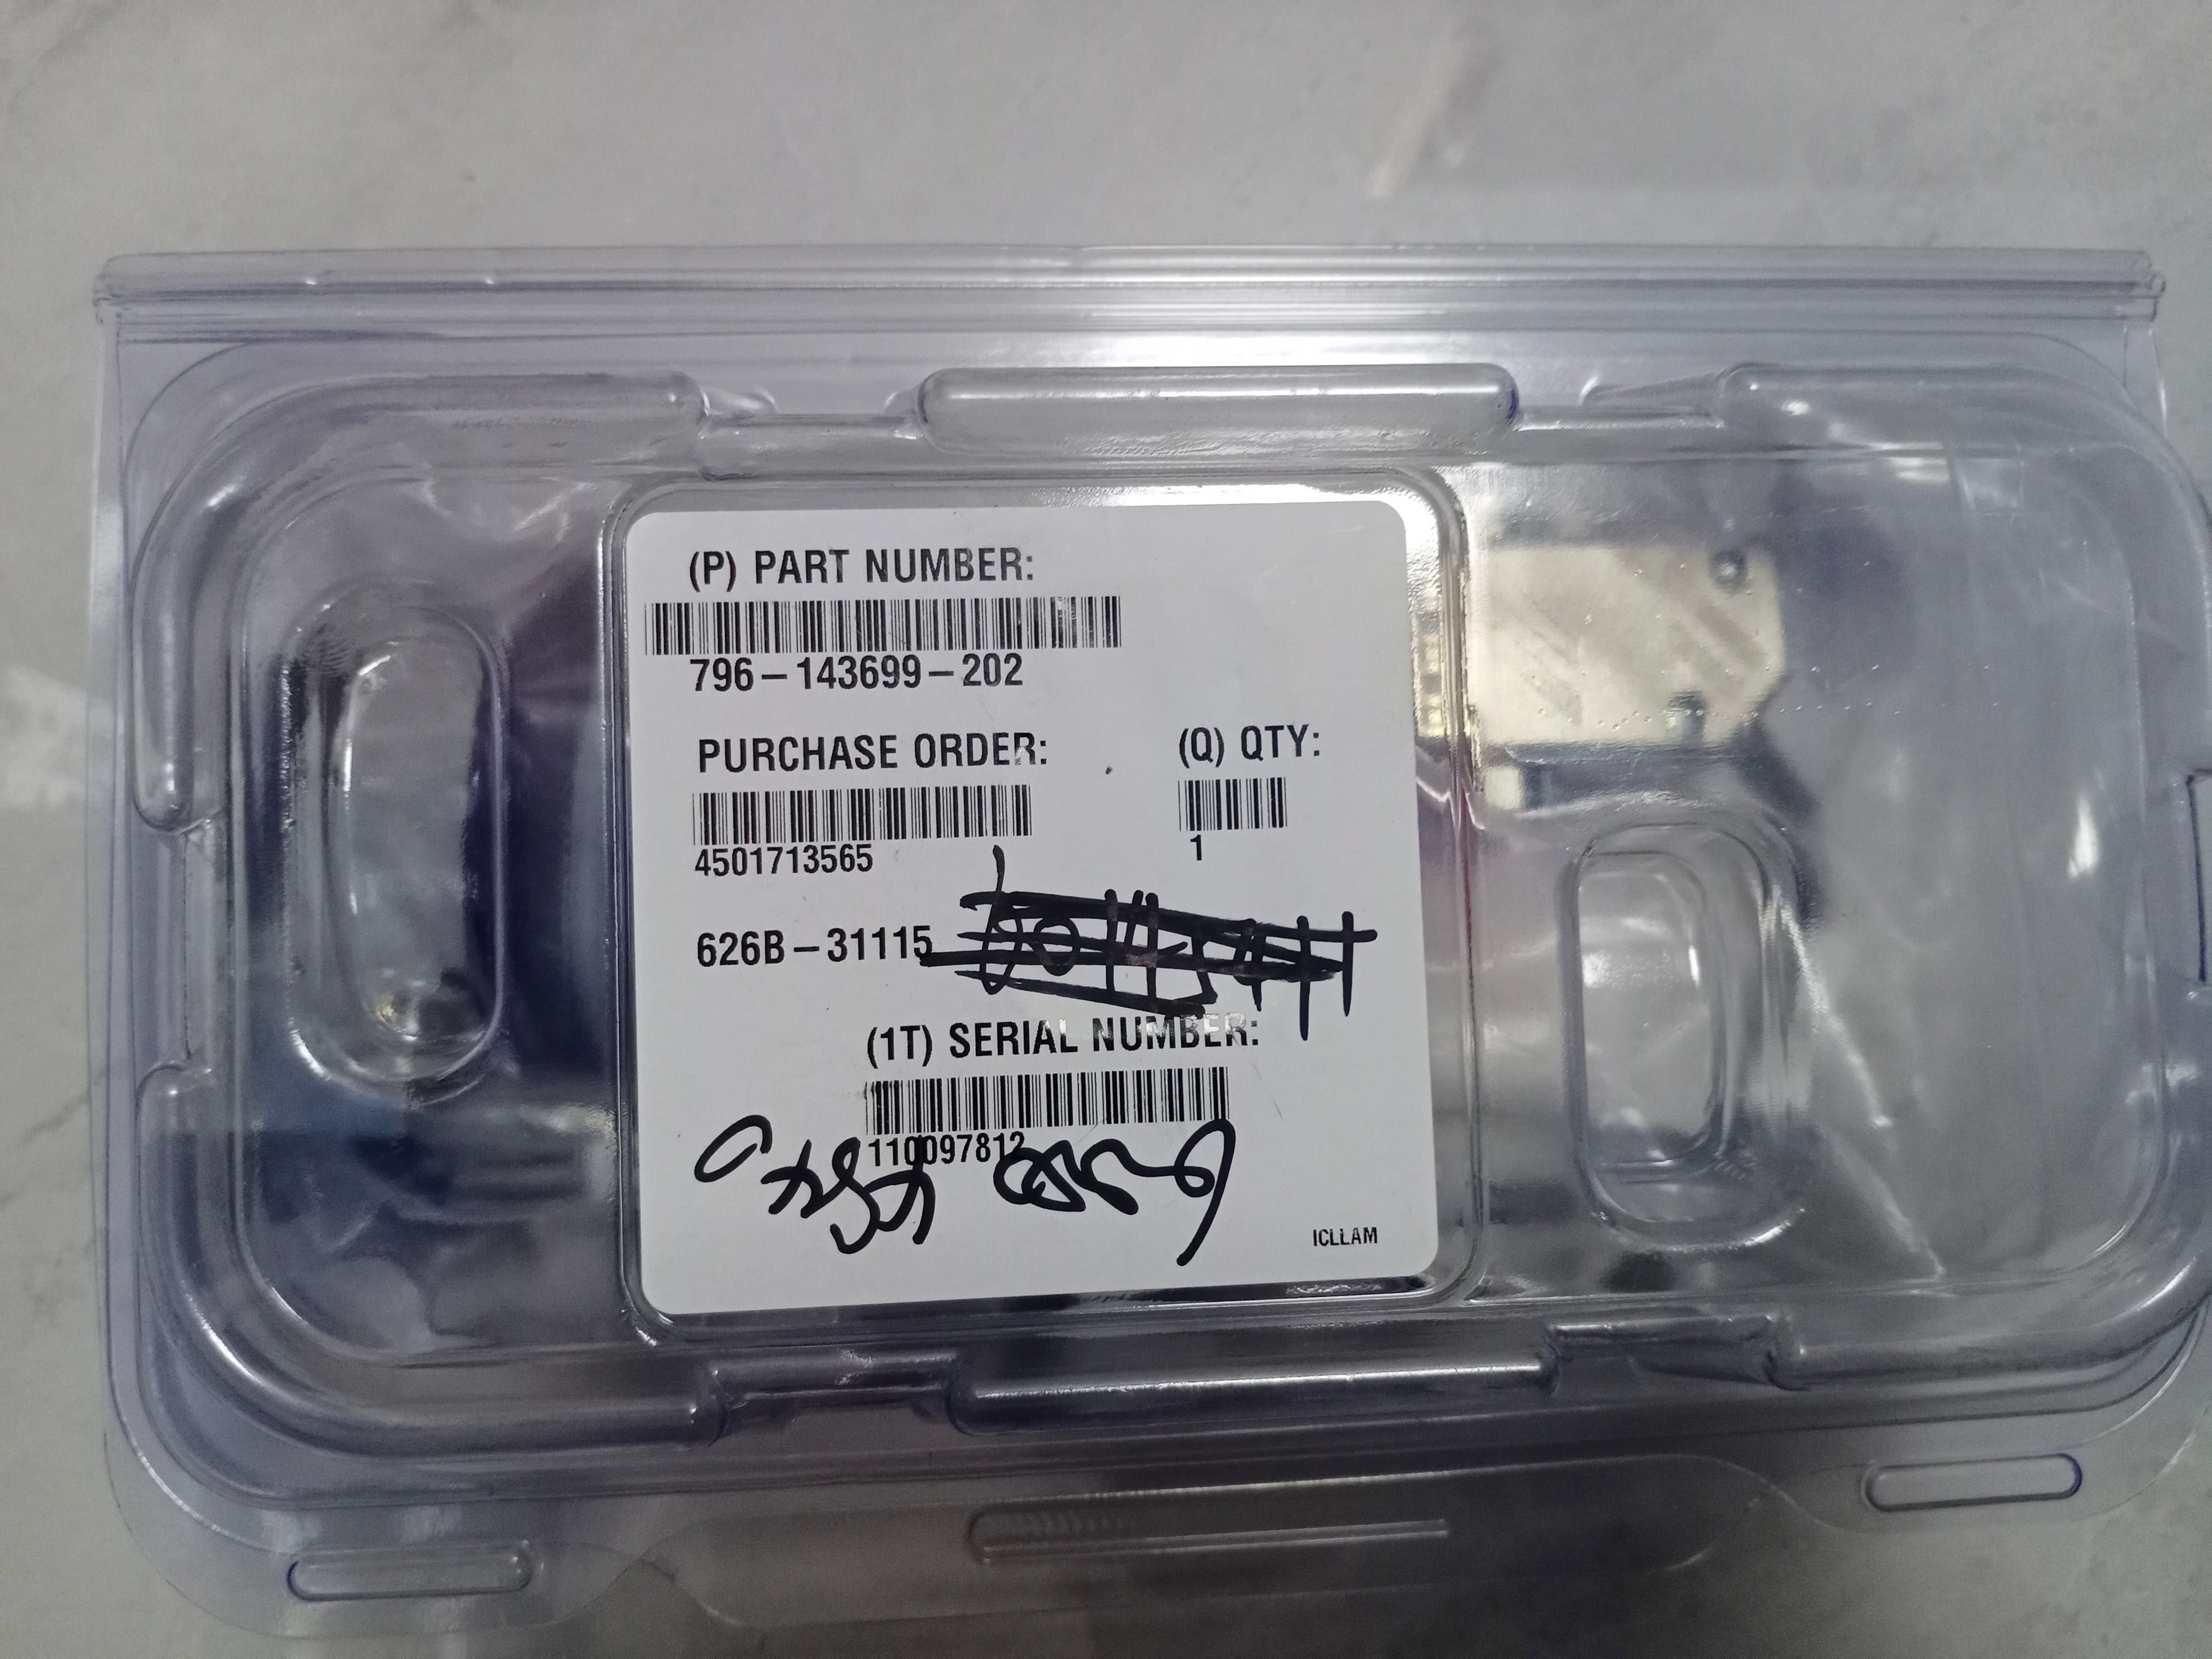 (P) PART NUMBER:
796-143699-202
PURCHASE ORDER: (Q) QTY:
4501713565 1
626B-31115
(1T) SERIAL NUMBER:
110097812
ICLLAM